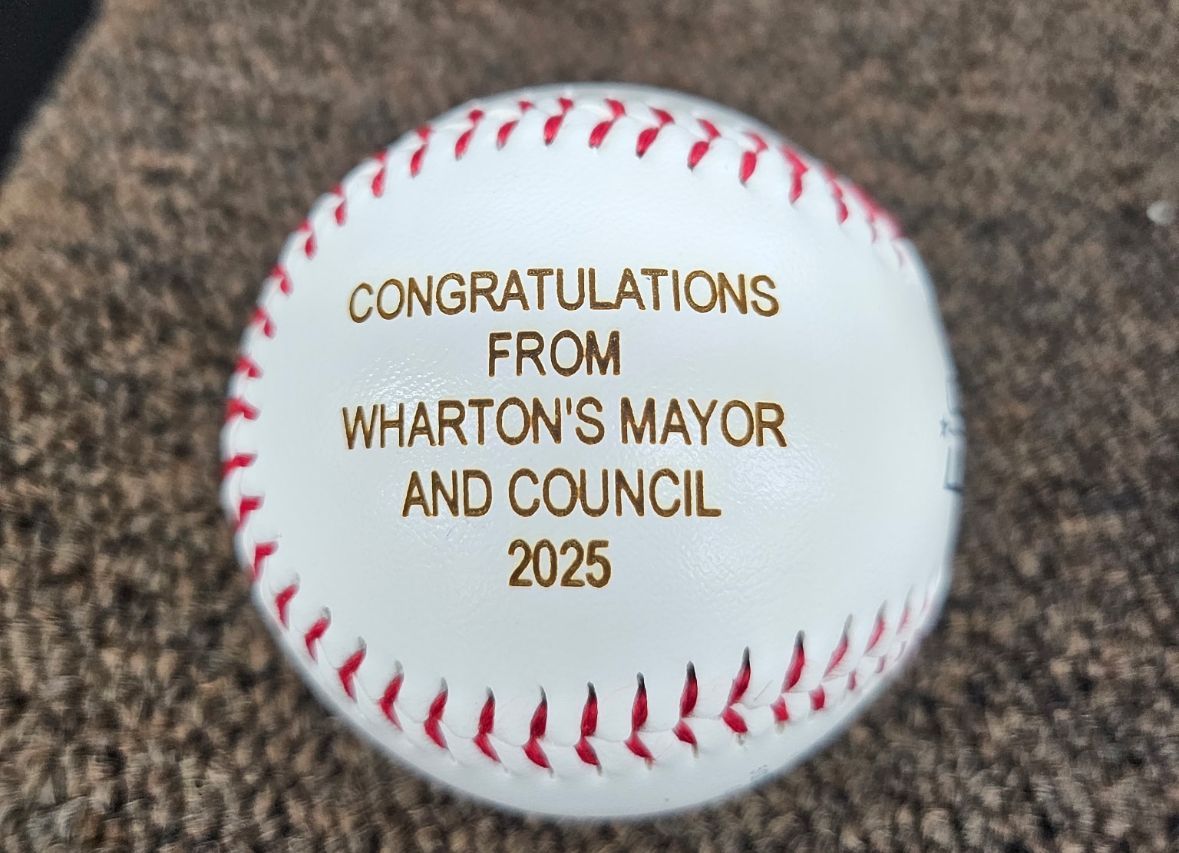 CONGRATULATIONS
FROM
WHARTON'S MAYOR
AND COUNCIL
2025